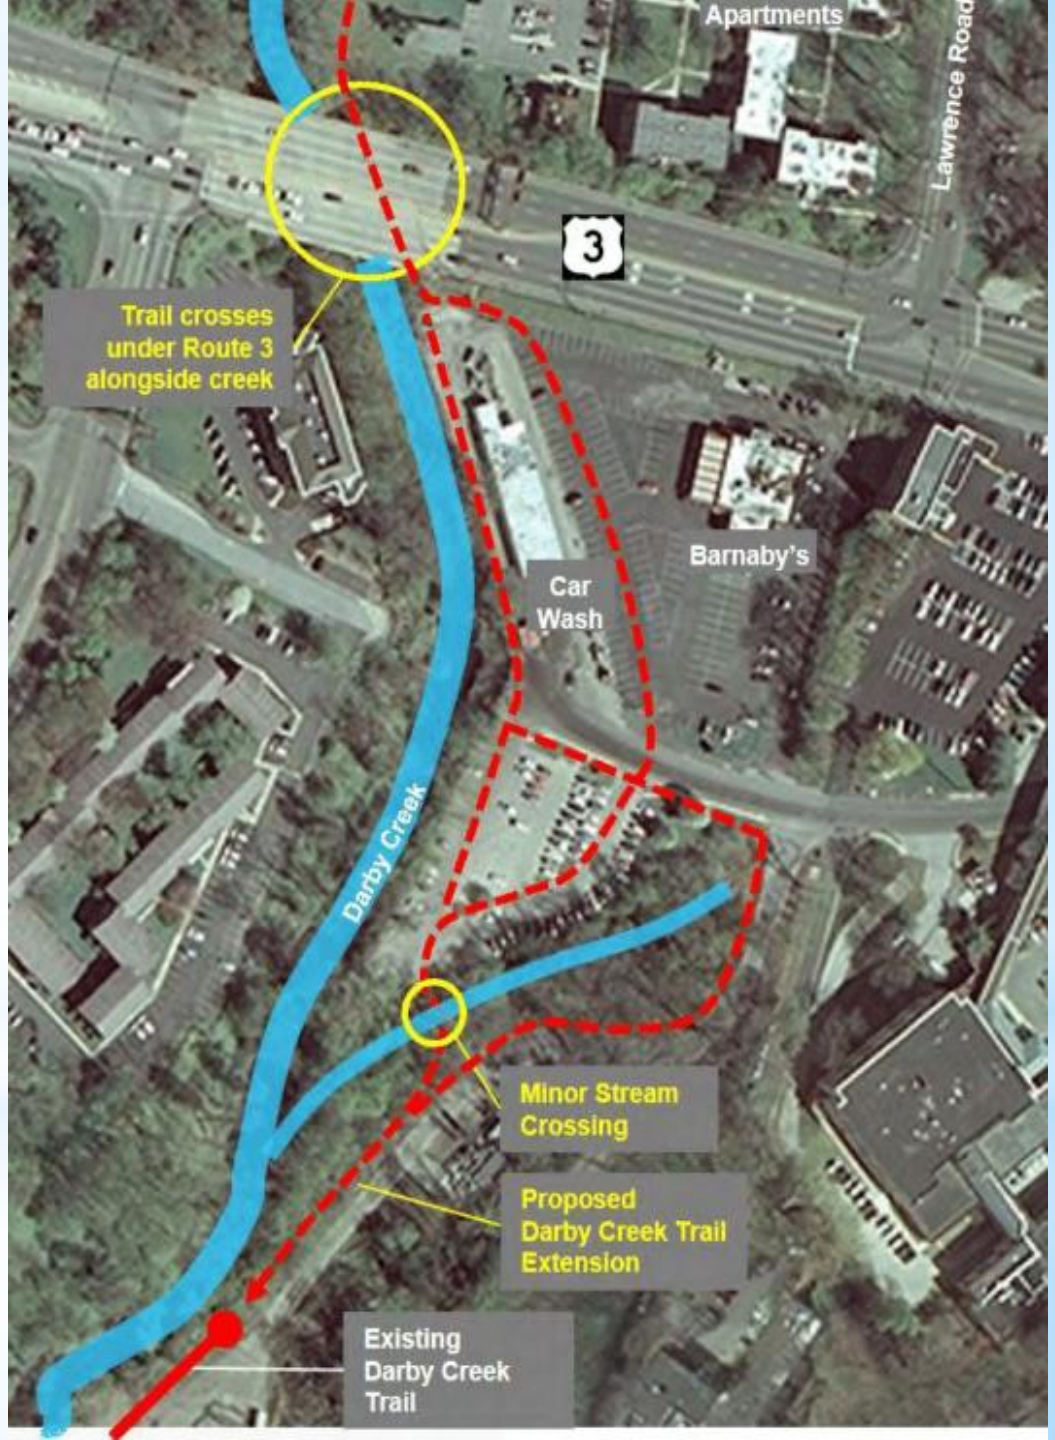 Apartments
Lawrence Road
3
Trail crosses
under Route 3
alongside creek
Barnaby's
Car
Wash
Darby Creek
Minor Stream
Crossing
Proposed
Darby Creek Trail
Extension
Existing
Darby Creek
Trail